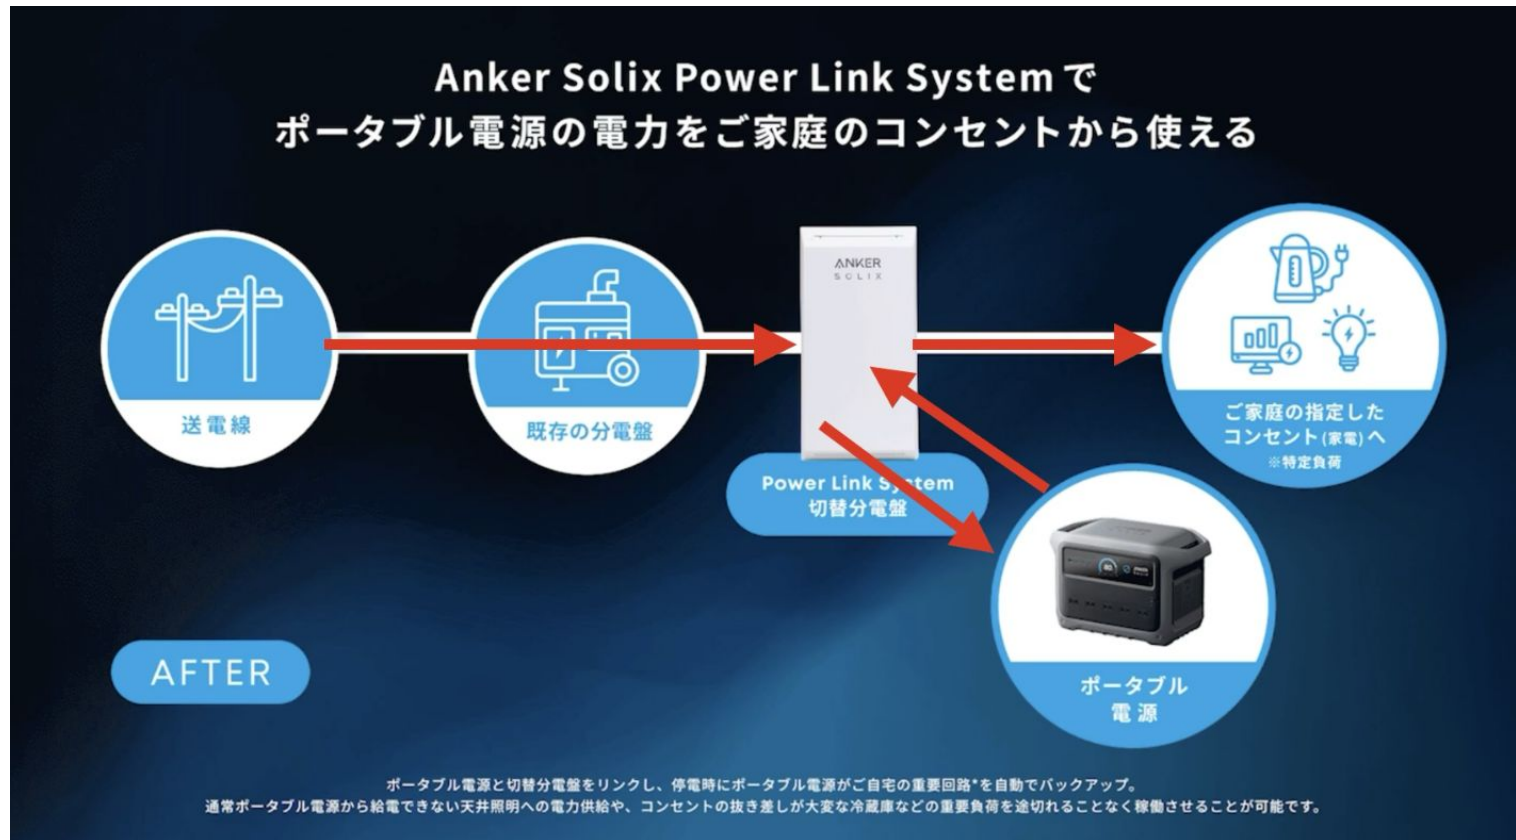 Anker Solix Power Link Systemで
ポータブル電源の電力をご家庭のコンセントから使える
送電線
既存の分電盤
ANKER
SOLIX
Power Link System
切替分電盤
ご家庭の指定した
コンセント(家電)へ
※特定負荷
ポータブル
電源
AFTER
ポータブル電源と切替分電盤をリンクし、停電時にポータブル電源がご自宅の重要回路*を自動でバックアップ。
通常ポータブル電源から給電できない天井照明への電力供給や、コンセントの抜き差しが大変な冷蔵庫などの重要負荷を途切れることなく稼働させることが可能です。